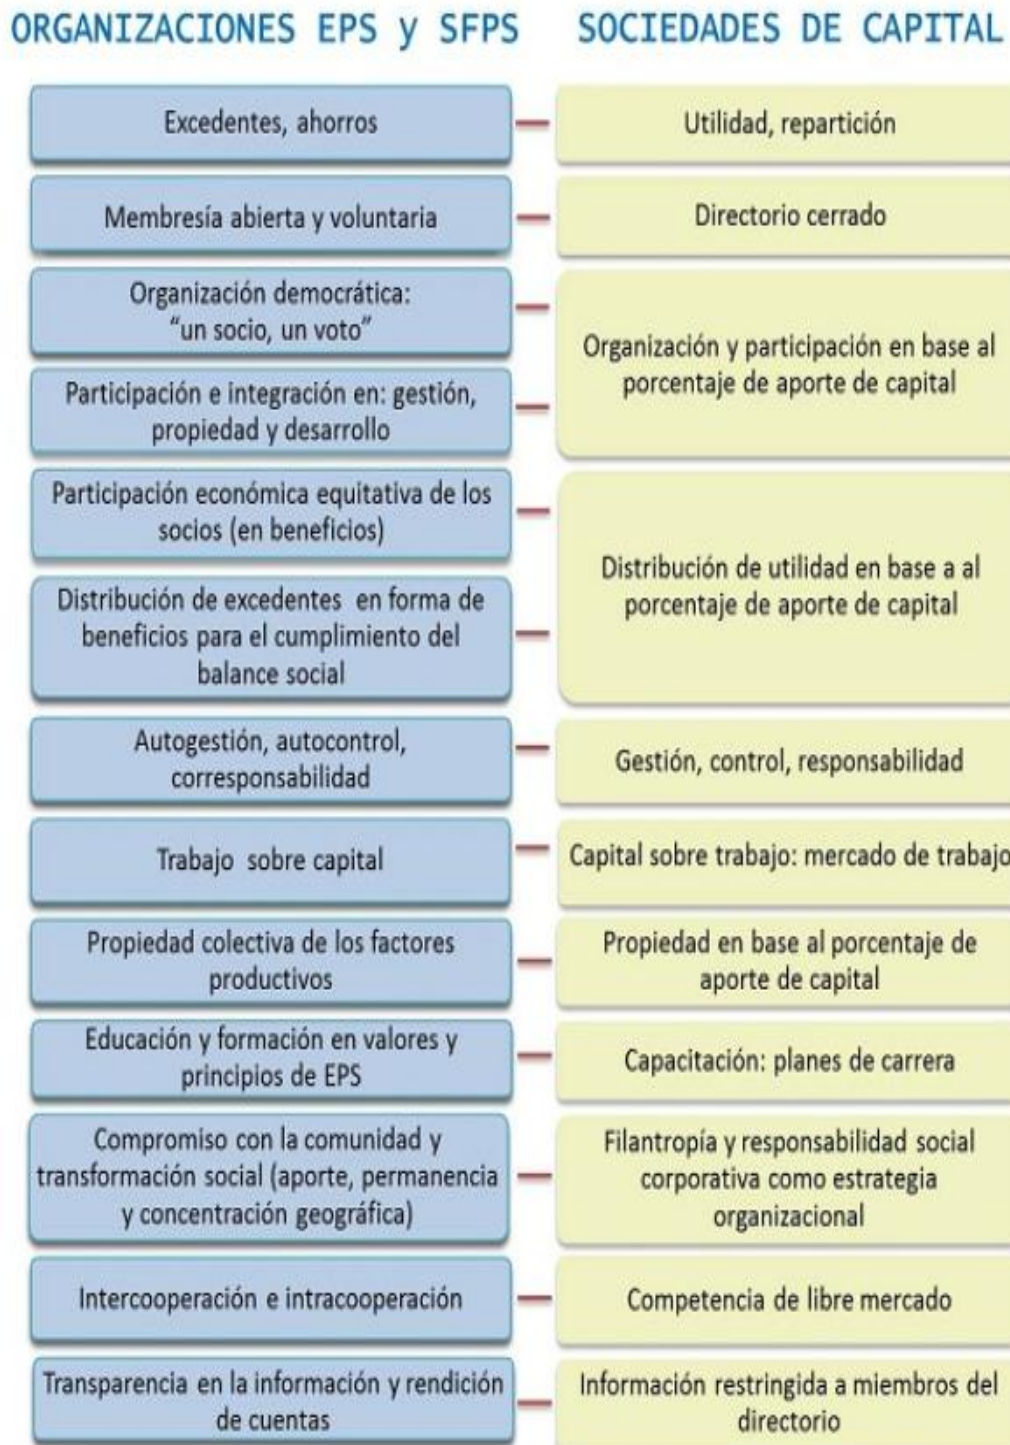 ORGANIZACIONES EPS y SFPS
SOCIEDADES DE CAPITAL
Excedentes, ahorros
Utilidad, repartición
Membresía abierta y voluntaria
Directorio cerrado
Organización democrática:
“un socio, un voto”
Participación e integración en: gestión,
propiedad y desarrollo
Organización y participación en base al
porcentaje de aporte de capital
Participación económica equitativa de los
socios (en beneficios)
Distribución de excedentes en forma de
beneficios para el cumplimiento del
balance social
Distribución de utilidad en base a al
porcentaje de aporte de capital
Autogestión, autocontrol,
corresponsabilidad
Gestión, control, responsabilidad
Trabajo sobre capital
Capital sobre trabajo: mercado de trabajo
Propiedad colectiva de los factores
productivos
Propiedad en base al porcentaje de
aporte de capital
Educación y formación en valores y
principios de EPS
Capacitación: planes de carrera
Compromiso con la comunidad y
transformación social (aporte, permanencia
y concentración geográfica)
Filantropía y responsabilidad social
corporativa como estrategia
organizacional
Intercooperación e intracooperación
Competencia de libre mercado
Transparencia en la información y rendición
de cuentas
Información restringida a miembros del
directorio